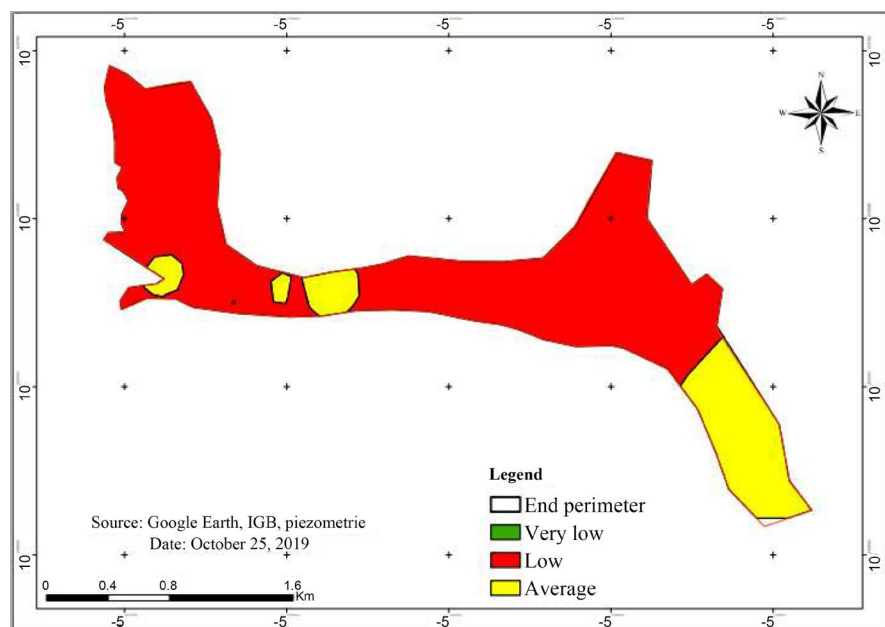 -5 -5 -5 -5 -5
10 10
N
W E
S
10 10
10 10
Legend
End perimeter
Source: Google Earth, IGB, piezometrie
Very low
Date: October 25, 2019
Low
10 10
Average
0 0.4 0.8 1.6
Km
-5 -5 -5 -5 -5